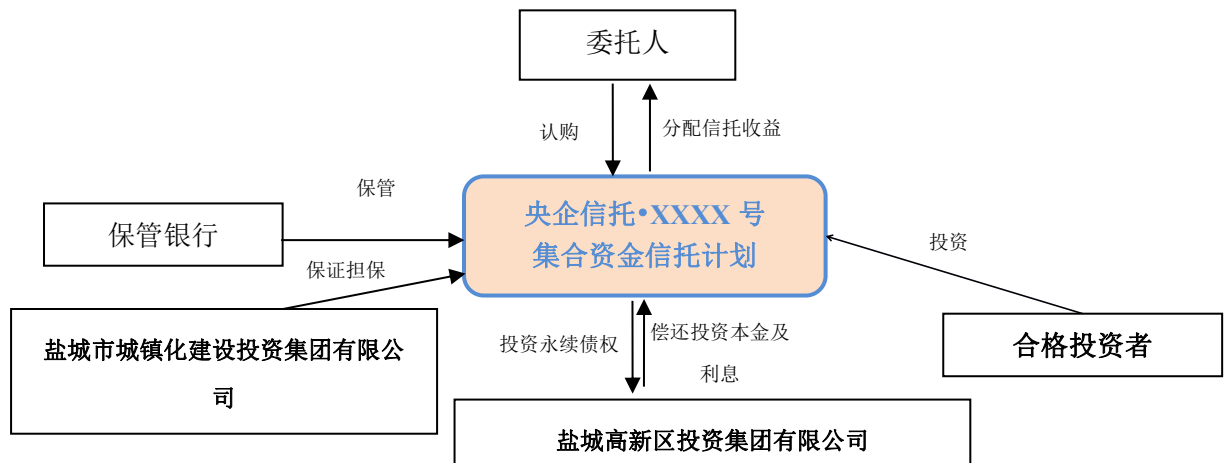 委托人
认购
分配信托收益
保管
央企信托•XXXX 号
集合资金信托计划
保管银行
投资
保证担保
盐城市城镇化建设投资集团有限公
司
投资永续债权
偿还投资本金及
利息
合格投资者
盐城高新区投资集团有限公司